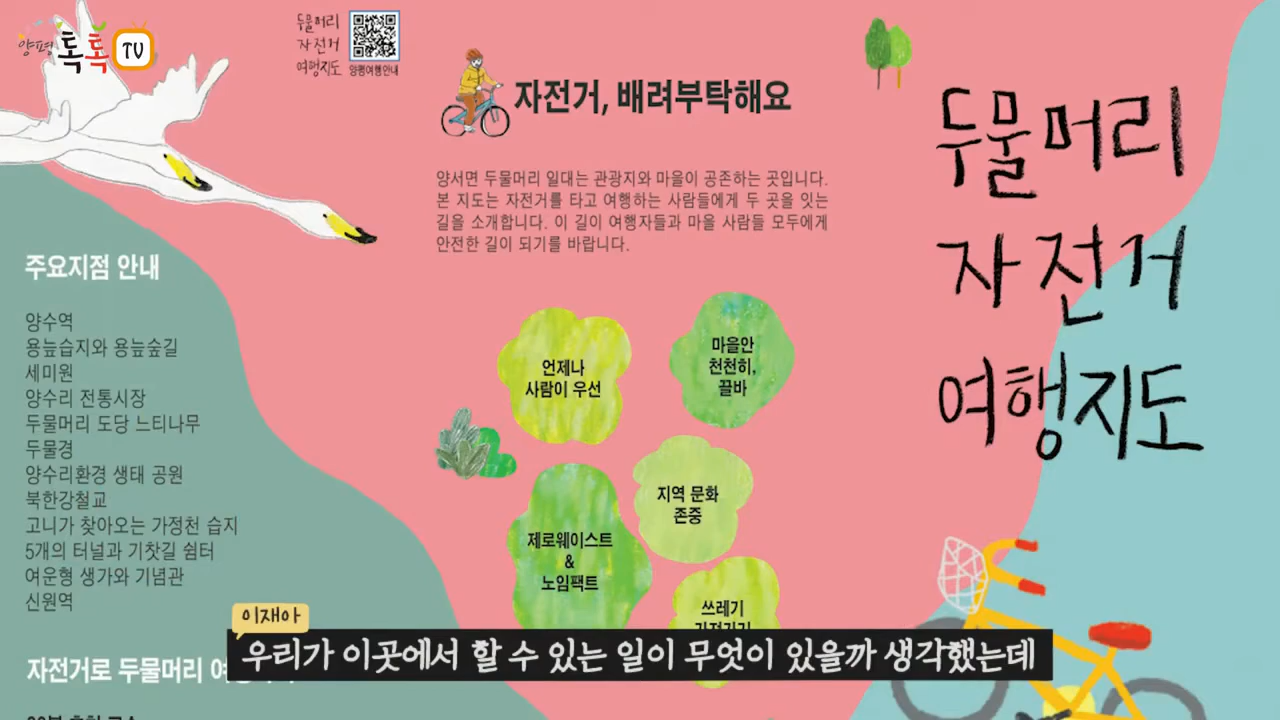 양평 톡톡 TV
두물머리
자전거
여행지도
양평여행안내
자전거, 배려부탁해요
양서면 두물머리 일대는 관광지와 마을이 공존하는 곳입니다.
본 지도는 자전거를 타고 여행하는 사람들에게 두 곳을 잇는
길을 소개합니다. 이 길이 여행자들과 마을 사람들 모두에게
안전한 길이 되기를 바랍니다.
두물머리
자전거
여행지도
주요지점 안내
양수역
용늪습지와 용늪숲길
세미원
양수리 전통시장
두물머리 도당 느티나무
두물경
양수리환경 생태 공원
북한강철교
고니가 찾아오는 가정천 습지
5개의 터널과 기찻길 쉼터
여운형 생가와 기념관
신원역
자전거로 두물머리
언제나
사람이 우선
마을안
천천히,
끌바
지역 문화
존중
제로웨이스트
&
노임팩트
쓰레기
이재아
우리가 이곳에서 할 수 있는 일이 무엇이 있을까 생각했는데